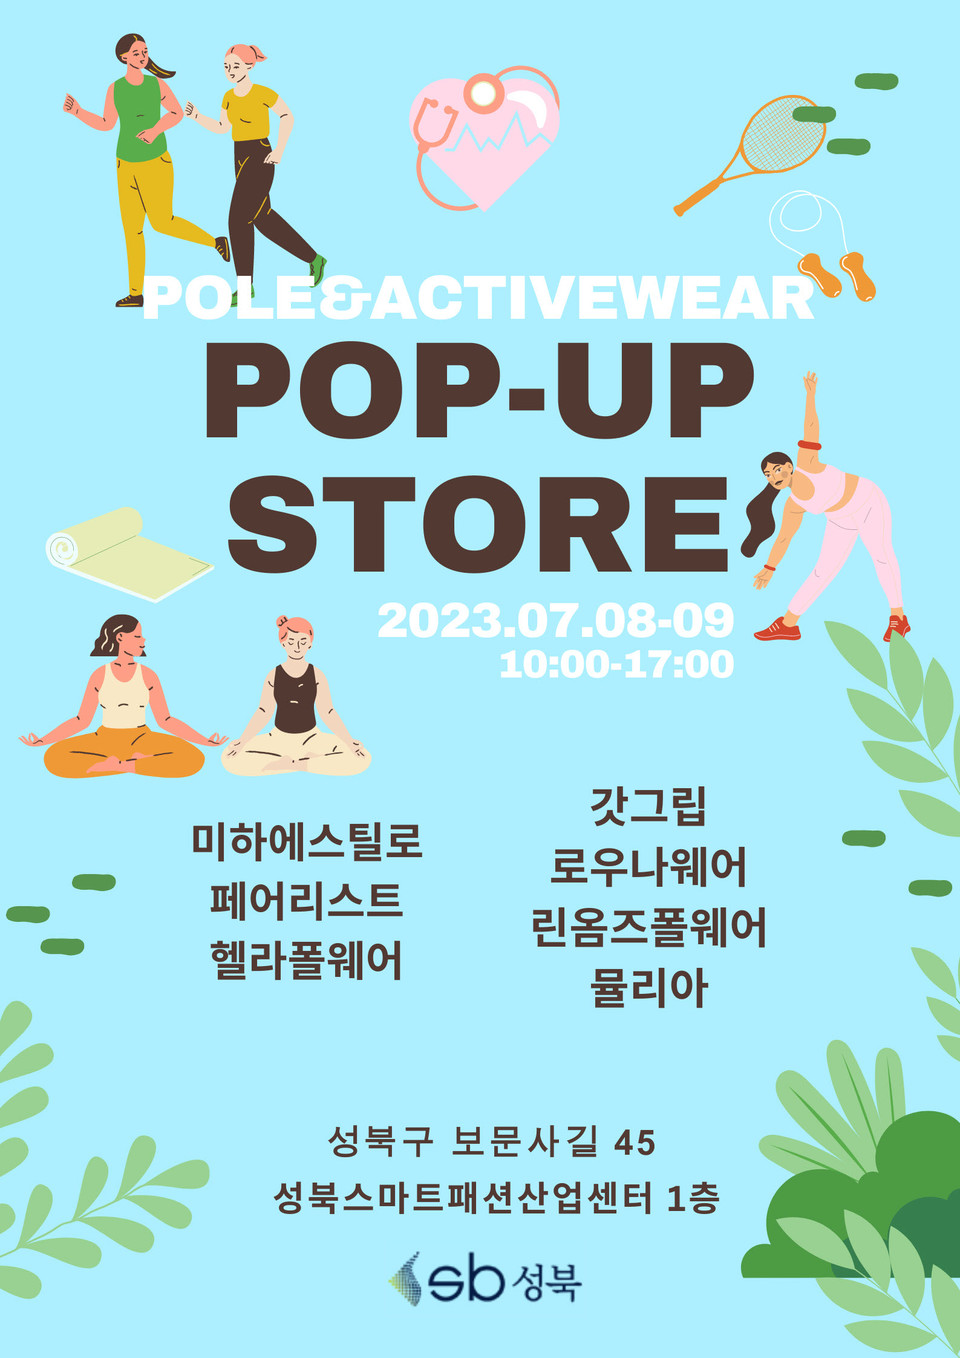 POLE&ACTIVEWEAR
POP-UP
STORE
2023.07.08-09
10:00-17:00
미하에스틸로
페어리스트
헬라폴웨어
갓그립
로우나웨어
린옴즈폴웨어
뮬리아
성북구 보문사길 45
성북스마트패션산업센터 1층
sb 성북